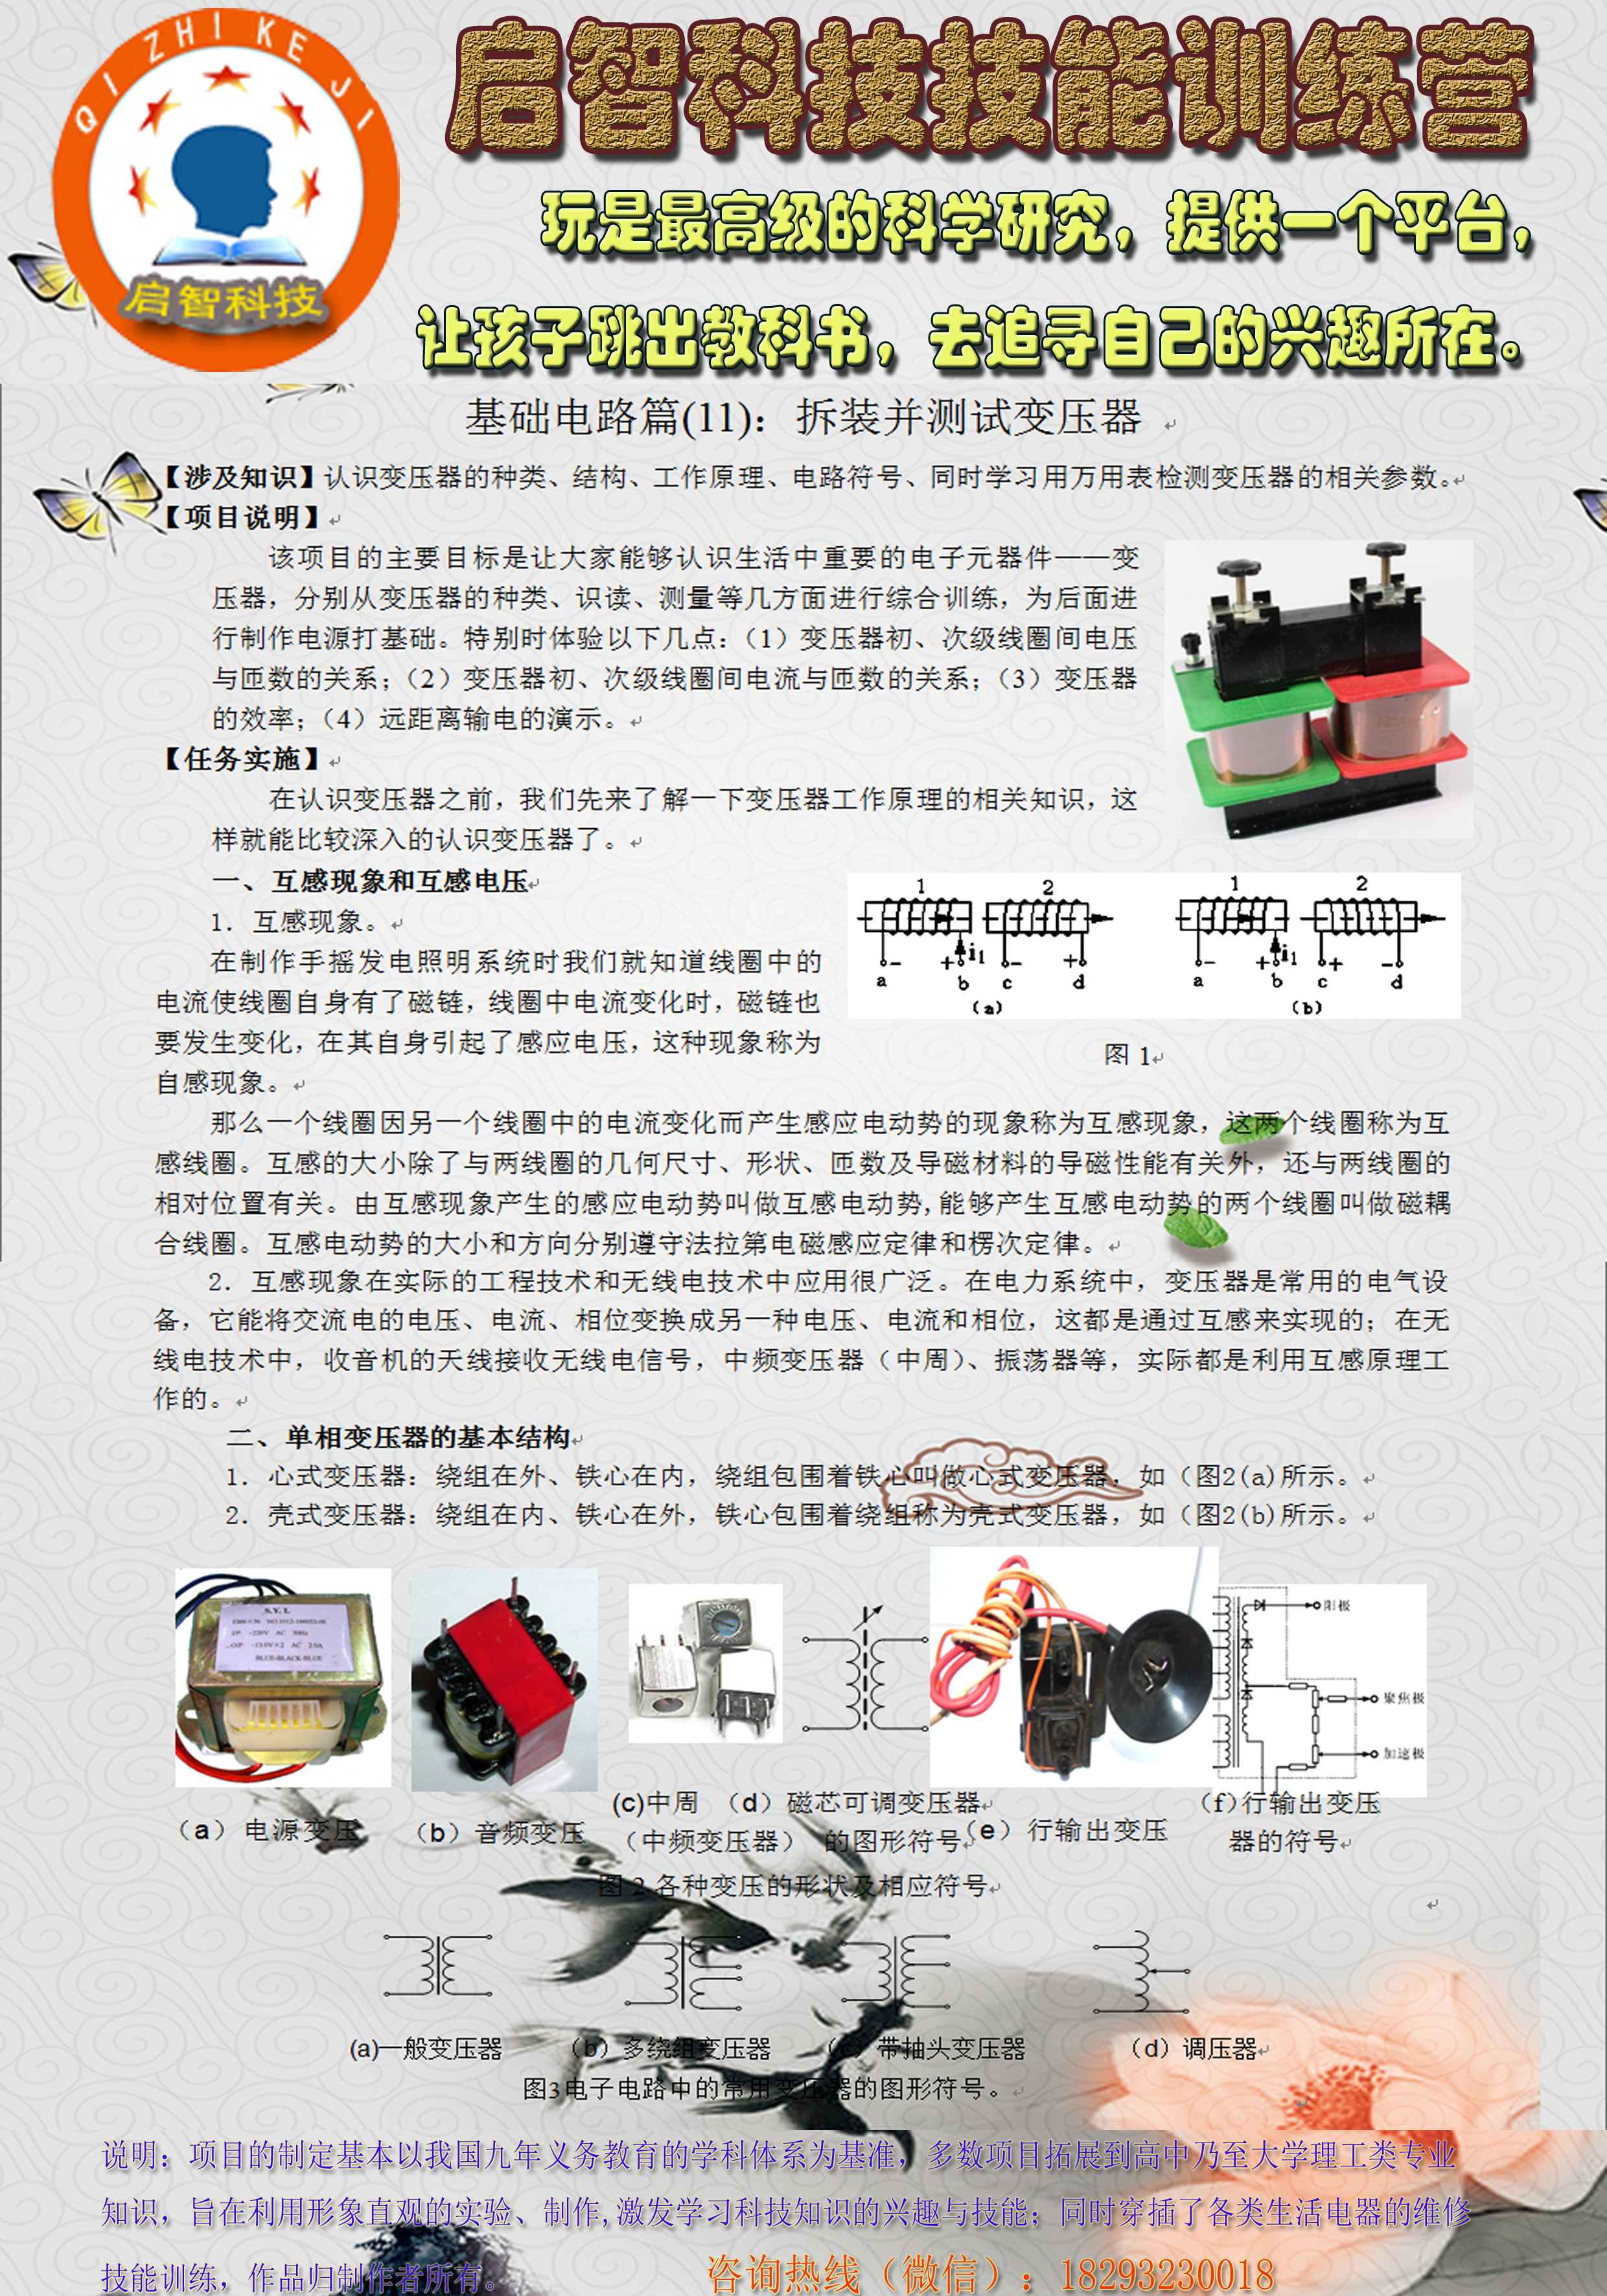 QI ZHI KE JI
启智科技
启智科技技能训练营
玩是最高级的科学研究，提供一个平台，
让孩子跳出教科书，去追寻自己的兴趣所在。
基础电路篇(11)：拆装并测试变压器
【涉及知识】认识变压器的种类、结构、工作原理、电路符号、同时学习用万用表检测变压器的相关参数。
【项目说明】
该项目的主要目标是让大家能够认识生活中重要的电子元器件——变
压器，分别从变压器的种类、识读、测量等几方面进行综合训练，为后面进
行制作电源打基础。特别时体验以下几点：（1）变压器初、次级线圈间电压
与匝数的关系；（2）变压器初、次级线圈间电流与匝数的关系；（3）变压器
的效率；（4）远距离输电的演示。
【任务实施】
在认识变压器之前，我们先来了解一下变压器工作原理的相关知识，这
样就能比较深入的认识变压器了。
一、互感现象和互感电压
1．互感现象。
在制作手摇发电照明系统时我们就知道线圈中的
电流使线圈自身有了磁链，线圈中电流变化时，磁链也
要发生变化，在其自身引起了感应电压，这种现象称为
自感现象。
1 2 1 2
- + i1 - + - + i1 + -
a b c d a b c d
(a) (b)
图 1
那么一个线圈因另一个线圈中的电流变化而产生感应电动势的现象称为互感现象，这两个线圈称为互
感线圈。互感的大小除了与两线圈的几何尺寸、形状、匝数及导磁材料的导磁性能有关外，还与两线圈的
相对位置有关。由互感现象产生的感应电动势叫做互感电动势,能够产生互感电动势的两个线圈叫做磁耦
合线圈。互感电动势的大小和方向分别遵守法拉第电磁感应定律和楞次定律。
2．互感现象在实际的工程技术和无线电技术中应用很广泛。在电力系统中，变压器是常用的电气设
备，它能将交流电的电压、电流、相位变换成另一种电压、电流和相位，这都是通过互感来实现的；在无
线电技术中，收音机的天线接收无线电信号，中频变压器（中周）、振荡器等，实际都是利用互感原理工
作的。
二、单相变压器的基本结构
1．心式变压器：绕组在外、铁心在内，绕组包围着铁心叫做心式变压器，如（图2(a)所示。
2．壳式变压器：绕组在内、铁心在外，铁心包围着绕组称为壳式变压器，如（图2(b)所示。
S.Y.L
BLUE-BLACK-BLUE
阳极
聚焦极
加速极
（a）电源变压
（b）音频变压
(c)中周
（中频变压器）
（d）磁芯可调变压器
的图形符号
（e）行输出变压
（f）行输出变压
器的符号
图 2 各种变压的形状及相应符号
(a)一般变压器 （b）多绕组变压器 （c）带抽头变压器 （d）调压器
图3电子电路中的常用变压器的图形符号。
说明：项目的制定基本以我国九年义务教育的学科体系为基准，多数项目拓展到高中乃至大学理工类专业
知识，旨在利用形象直观的实验、制作,激发学习科技知识的兴趣与技能；同时穿插了各类生活电器的维修
技能训练，作品归制作者所有。
咨询热线（微信）：18293230018